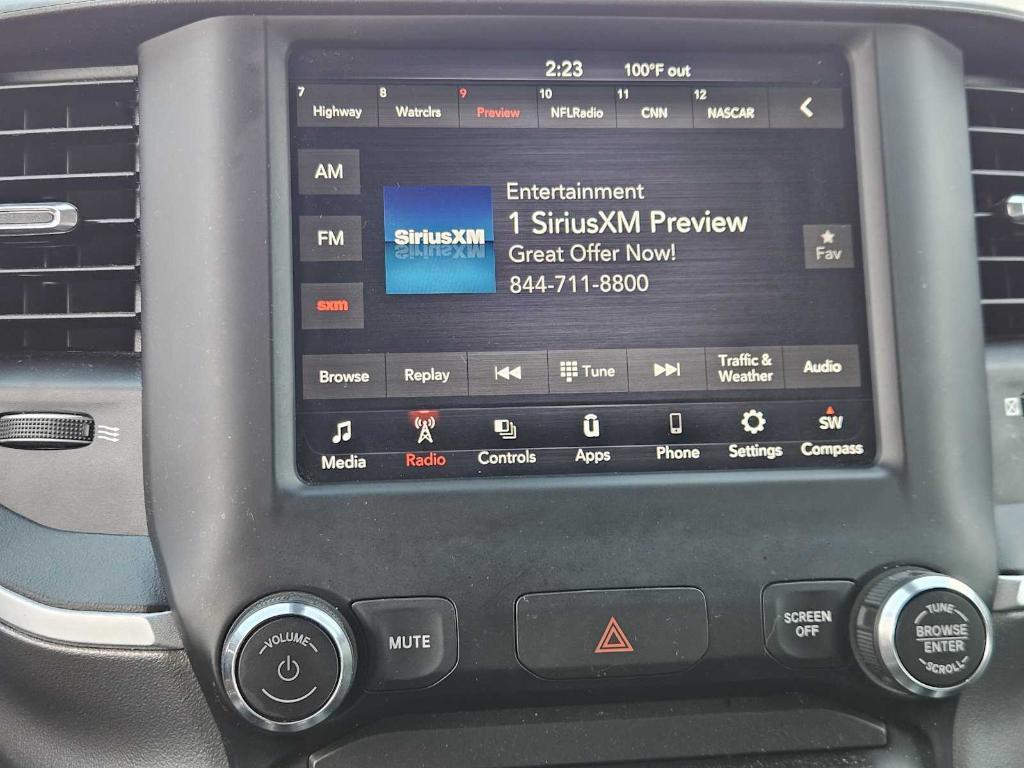 2:23 100°F out
7 Highway 8 Watrclrs 9 Preview 10 NFLRadio 11 CNN 12 NASCAR
AM
FM
sxm
SiriusXM
Entertainment
1 SiriusXM Preview
Great Offer Now!
844-711-8800
Fav
Browse Replay Tune Traffic & Weather Audio
SW
Media Radio Controls Apps Phone Settings Compass
VOLUME
MUTE
SCREEN
OFF
TUNE
BROWSE
ENTER
SCROLL